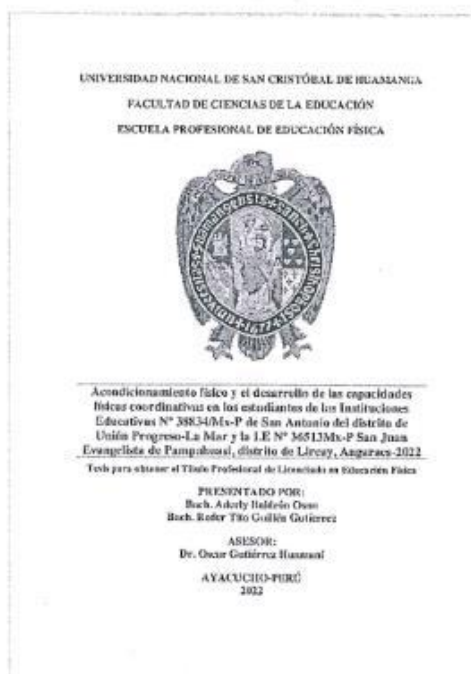 UNIVERSIDAD NACIONAL DE SAN CRISTÓBAL DE HUAMANGA
FACULTAD DE CIENCIAS DE LA EDUCACIÓN
ESCUELA PROFESIONAL DE EDUCACIÓN FÍSICA
1677
Acondicionamiento físico y el desarrollo de las capacidades
físicas coordinativas en los estudiantes de las Instituciones
Educativas N° 38834/Mx-P de San Antonio del distrito de
Unión Progreso-La Mar y la I.E N° 36513Mx-P San Juan
Evangelista de Pampahuasi, distrito de Lircay, Angaraes-2022
Tesis para obtener el Título Profesional de Licenciado en Educación Física
PRESENTADO POR:
Bach.
Bach. Tito Guillén Gutierrez
ASESOR:
Dr. Oscar Gutiérrez Huamaní
AYACUCHO-PERÚ
2022